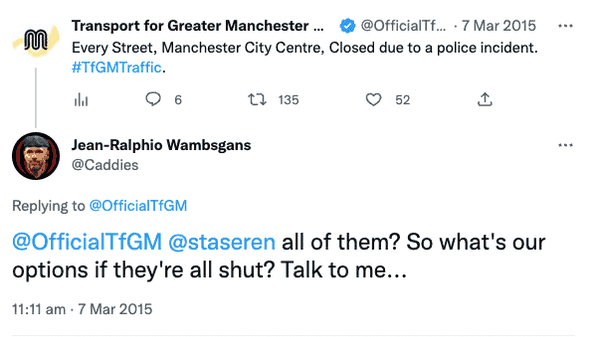 Transport for Greater Manchester ... @OfficialTf... · 7 Mar 2015
Every Street, Manchester City Centre, Closed due to a police incident.
#TfGMTraffic.
6 135 52
Jean-Ralphio Wambsgans
@Caddies
Replying to @OfficialTfGM
@OfficialTfGM @staseren all of them? So what's our
options if they're all shut? Talk to me...
11:11 am · 7 Mar 2015